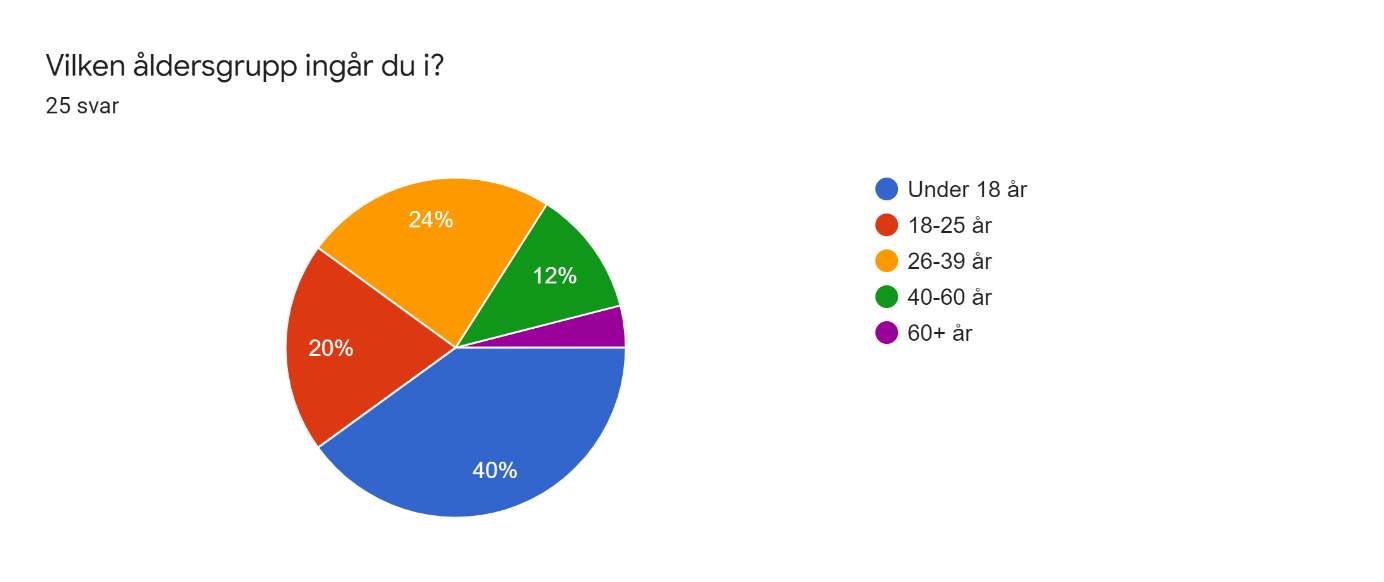 Vilken åldersgrupp ingår du i?
25 svar
24%
12%
20%
40%
Under 18 år
18-25 år
26-39 år
40-60 år
60+ år